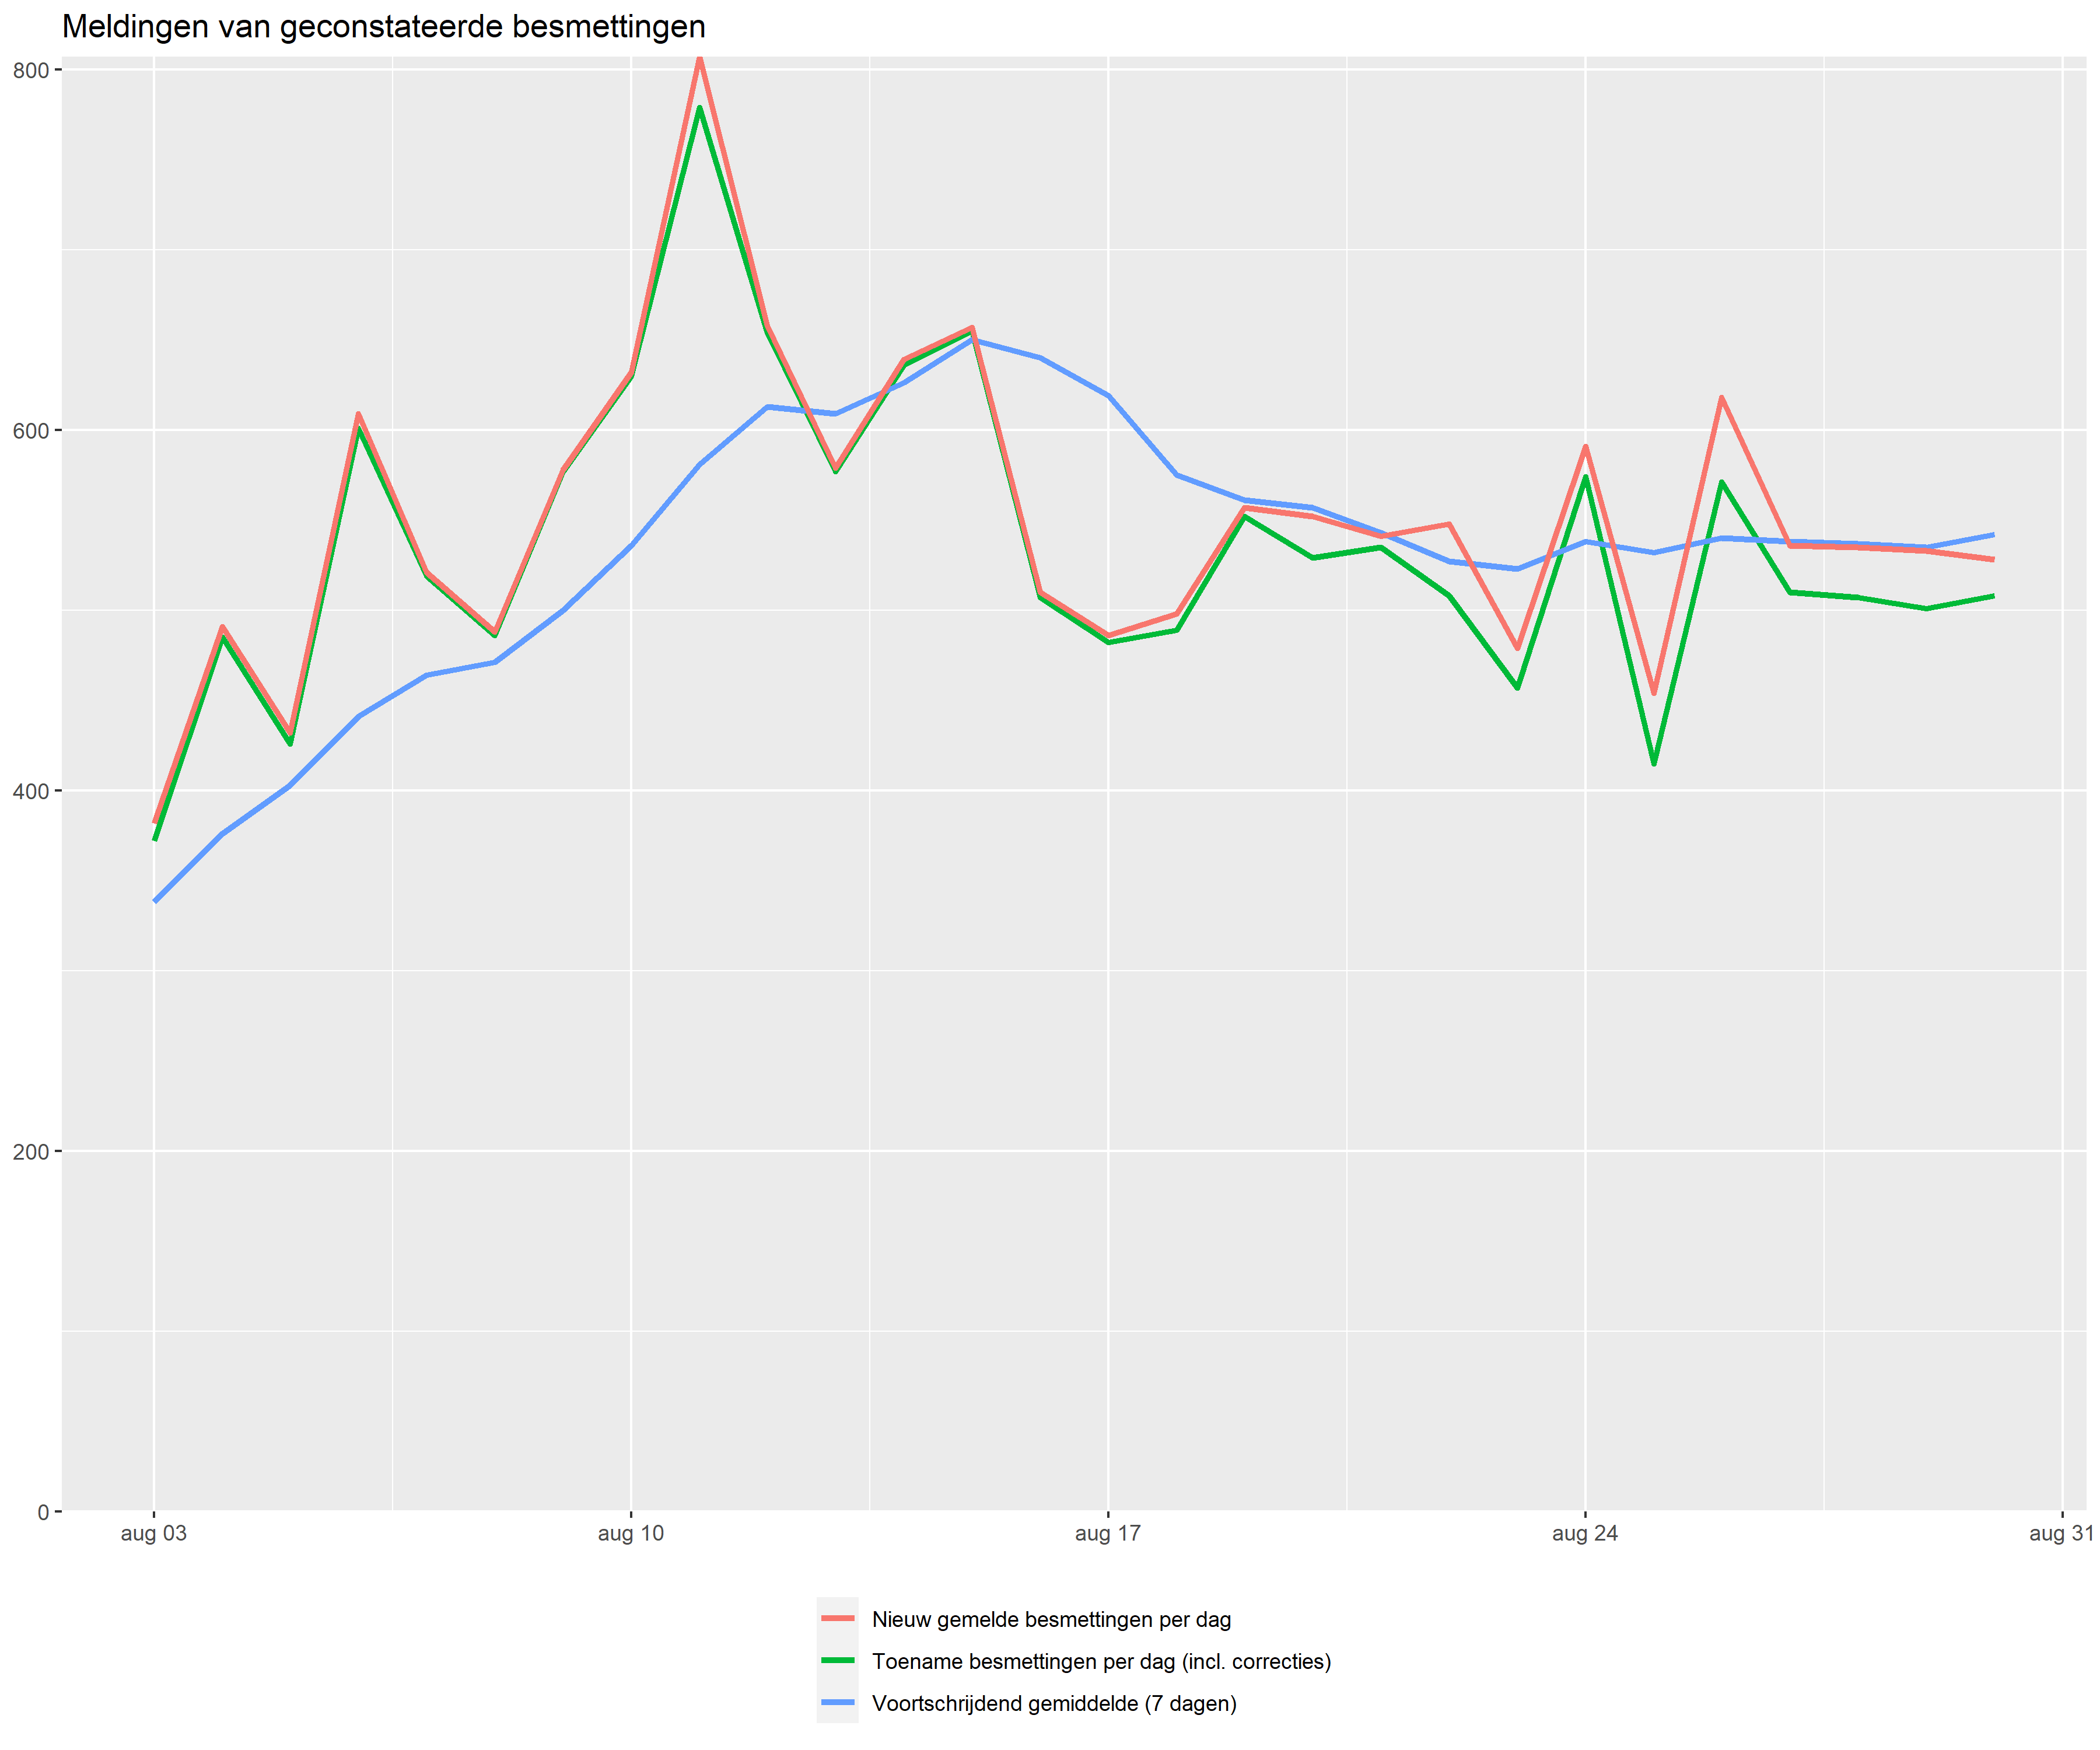 Meldingen van geconstateerde besmettingen
800
600
400
200
0
aug 03 aug 10 aug 17 aug 24 aug 31
Nieuw gemelde besmettingen per dag
Toename besmettingen per dag (incl. correcties)
Voortschrijdend gemiddelde (7 dagen)